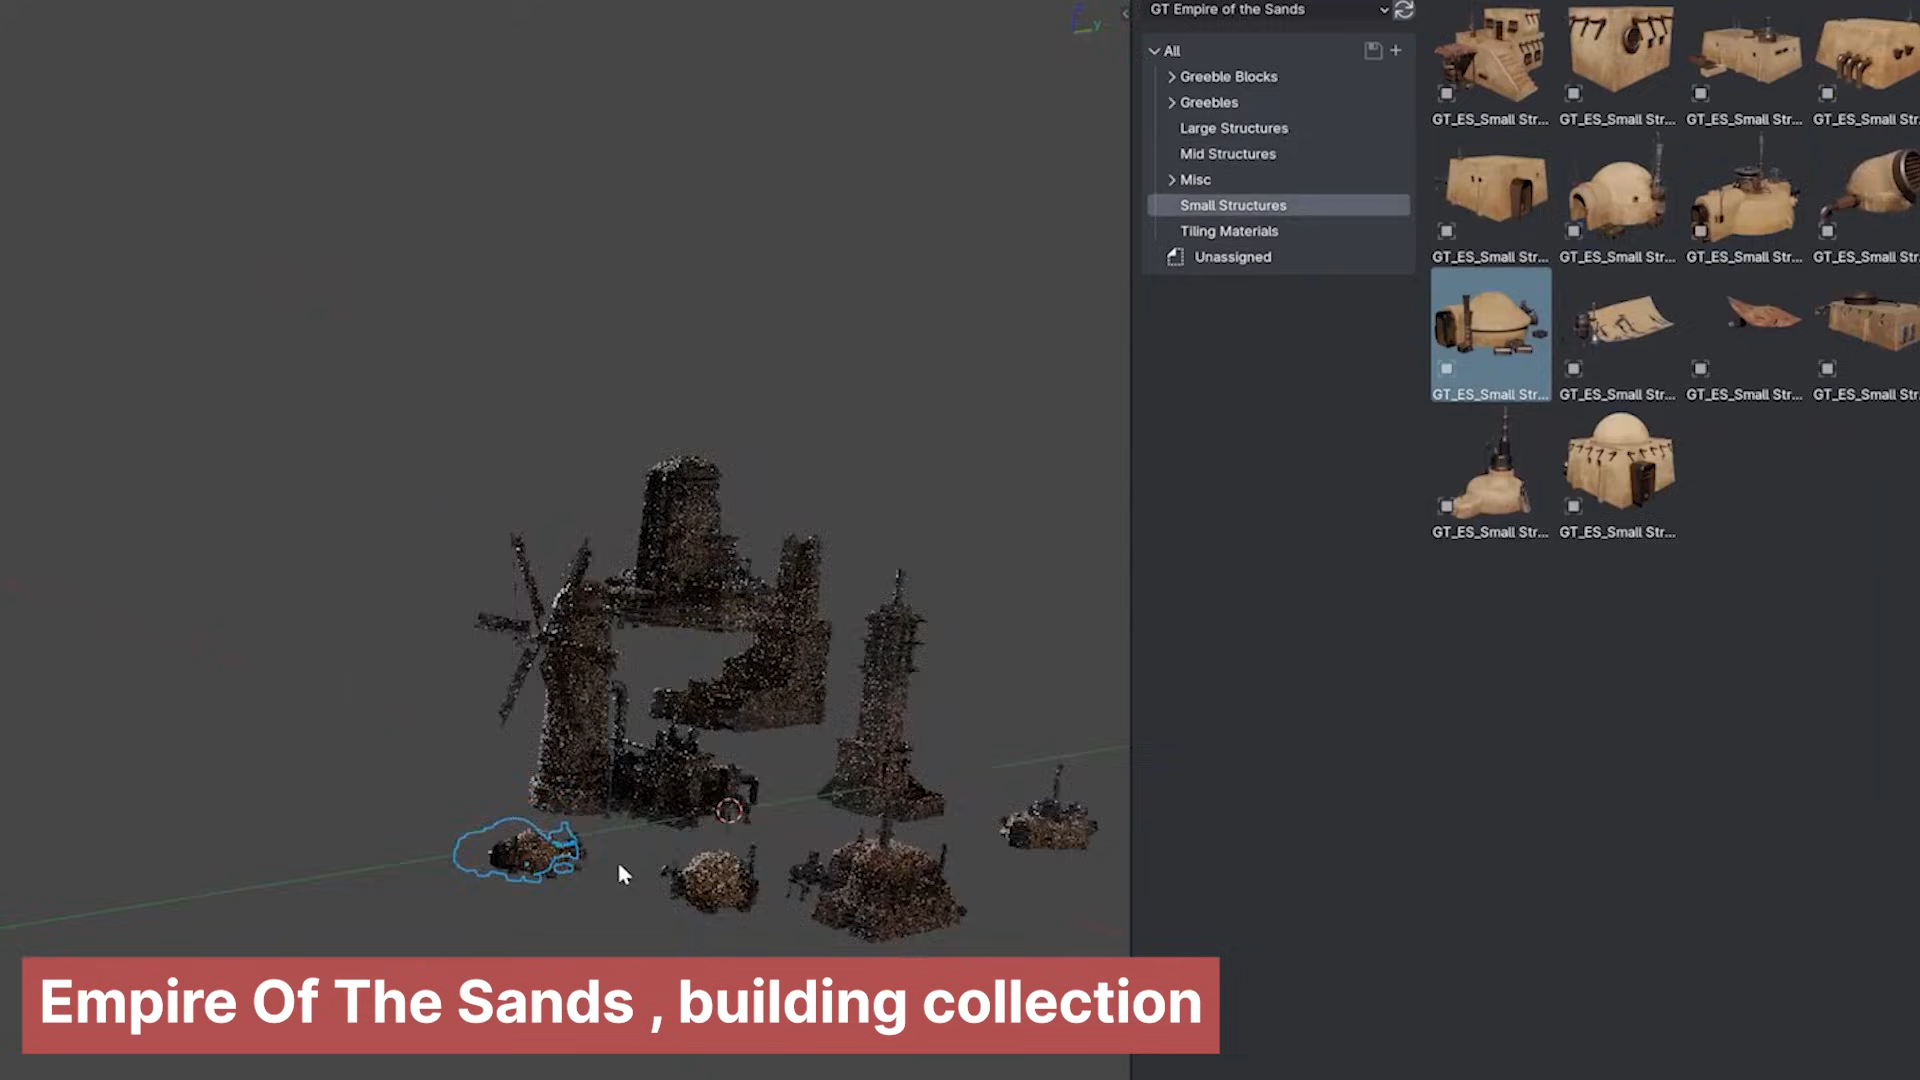 GT Empire of the Sands
All
Greeble Blocks
Greebles
Large Structures
Mid Structures
Misc
Small Structures
Tiling Materials
Unassigned
GT_ES_Small Str... GT_ES_Small Str... GT_ES_Small Str... GT_ES_Small Str
GT_ES_Small Str... GT_ES_Small Str... GT_ES_Small Str... GT_ES_Small Str
GT_ES_Small Str... GT_ES_Small Str... GT_ES_Small Str... GT_ES_Small Str
GT_ES_Small Str... GT_ES_Small Str...
y
Empire Of The Sands , building collection